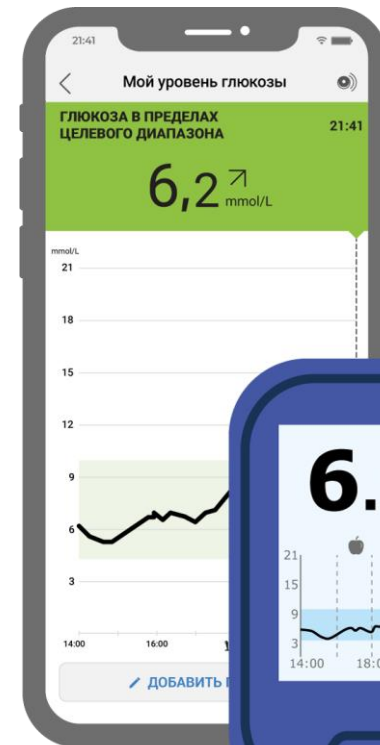 21:41
Мой уровень глюкозы
ГЛЮКОЗА В ПРЕДЕЛАХ
ЦЕЛЕВОГО ДИАПАЗОНА
21:41
6,2
mmol/L
mmol/L
21
18
15
12
9
6
3
14:00 16:00
ДОБАВИТЬ
6.
21
15
9
3
14:00 18:0